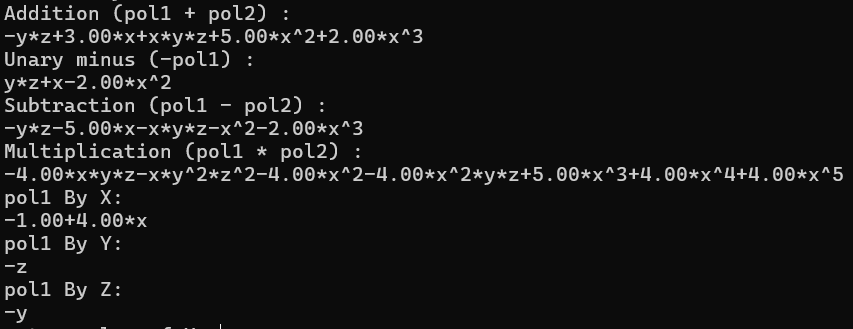 Addition (pol1 + pol2) :
-y*z+3.00*x+x*y*z+5.00*x^2+2.00*x^3
Unary minus (-pol1) :
y*z+x-2.00*x^2
Subtraction (pol1 - pol2) :
-y*z-5.00*x-x*y*z-x^2-2.00*x^3
Multiplication (pol1 * pol2) :
-4.00*x*y*z-x*y^2*z^2-4.00*x^2-4.00*x^2*y*z+5.00*x^3+4.00*x^4+4.00*x^5
pol1 By X:
-1.00+4.00*x
pol1 By Y:
-z
pol1 By Z:
-y